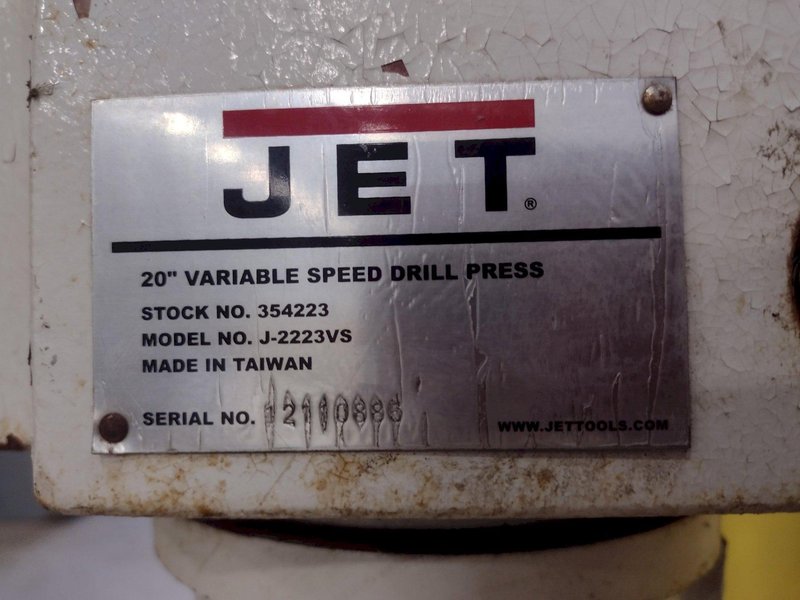 JET®
20" VARIABLE SPEED DRILL PRESS
STOCK NO. 354223
MODEL NO. J-2223VS
MADE IN TAIWAN
SERIAL NO. 12110886
WWW.JETTOOLS.COM